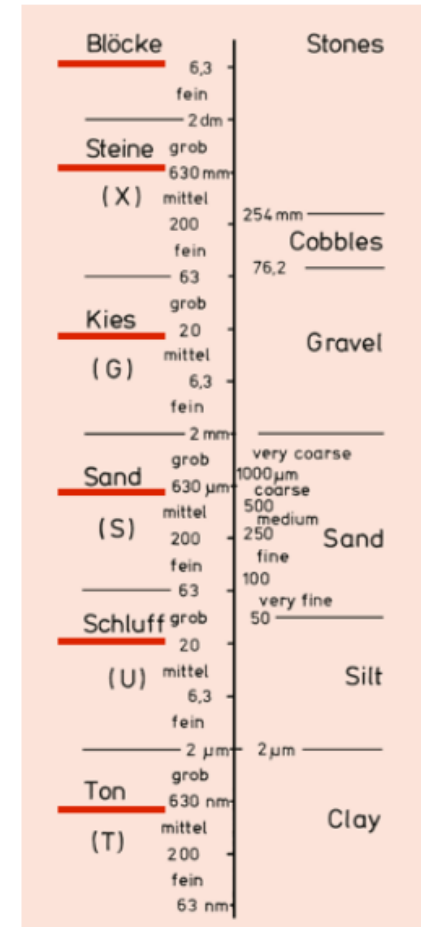 Blöcke
Stones
6,3
fein
2 dm
Steine grob
630 mm
(X) mittel
254 mm
200
Cobbles
fein
76,2
63
grob
Kies
20
Gravel
mittel
(G)
6,3
fein
2 mm
very coarse
grob
Sand
1000 µm
630 µm
coarse
500
mittel
medium
(S)
250
200
Sand
fine
fein
100
63
very fine
Schluff grob
50
20
mittel
Silt
(U)
6,3
fein
2 µm
2 µm
grob
Ton
630 nm
Clay
mittel
(T)
200
fein
63 nm